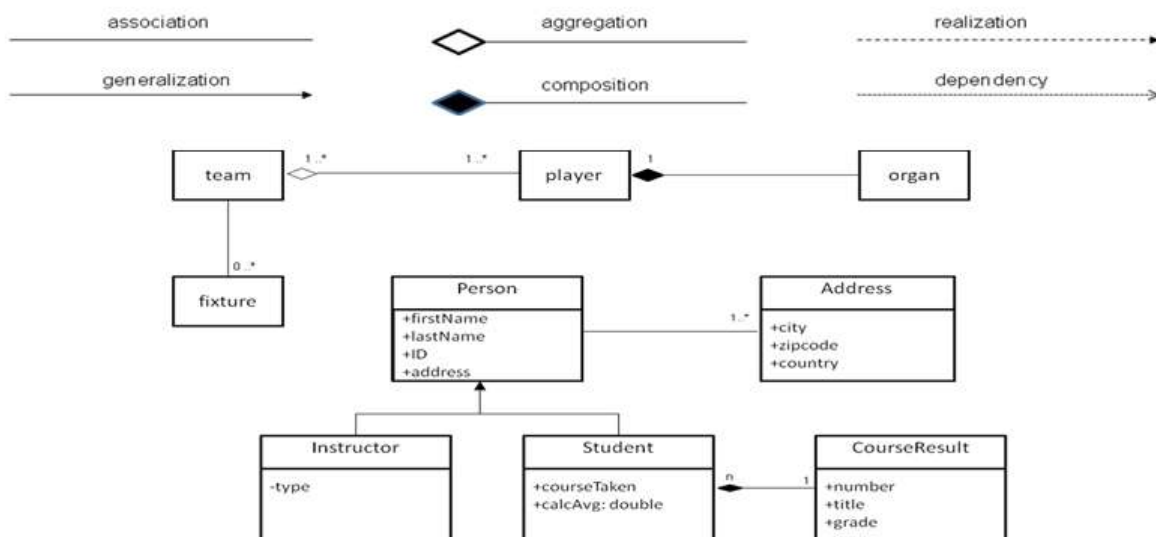 association
aggregation
realization
generalization
composition
dependency
1..*
1..*
1
team
player
organ
0..*
fixture
Person
+firstName
+lastName
+ID
+address
1..*
Address
+city
+zipcode
+country
Instructor
-type
Student
+courseTaken
+calcAvg: double
n
1
CourseResult
+number
+title
+grade